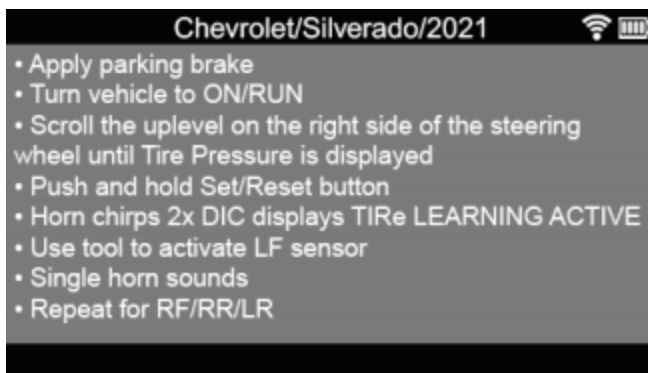 Chevrolet/Silverado/2021
• Apply parking brake
• Turn vehicle to ON/RUN
• Scroll the uplevel on the right side of the steering
wheel until Tire Pressure is displayed
• Push and hold Set/Reset button
• Horn chirps 2x DIC displays TIRe LEARNING ACTIVE
• Use tool to activate LF sensor
• Single horn sounds
• Repeat for RF/RR/LR